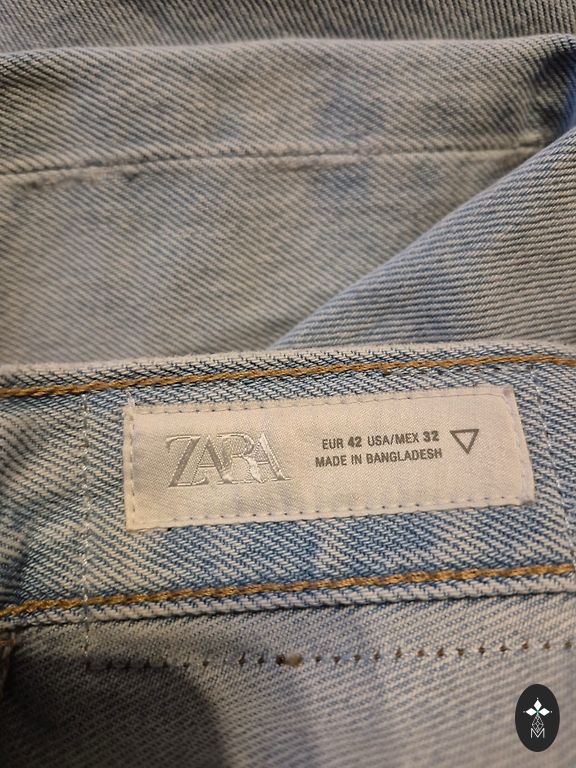 ZARA
EUR 42 USA/MEX 32
MADE IN BANGLADESH
M